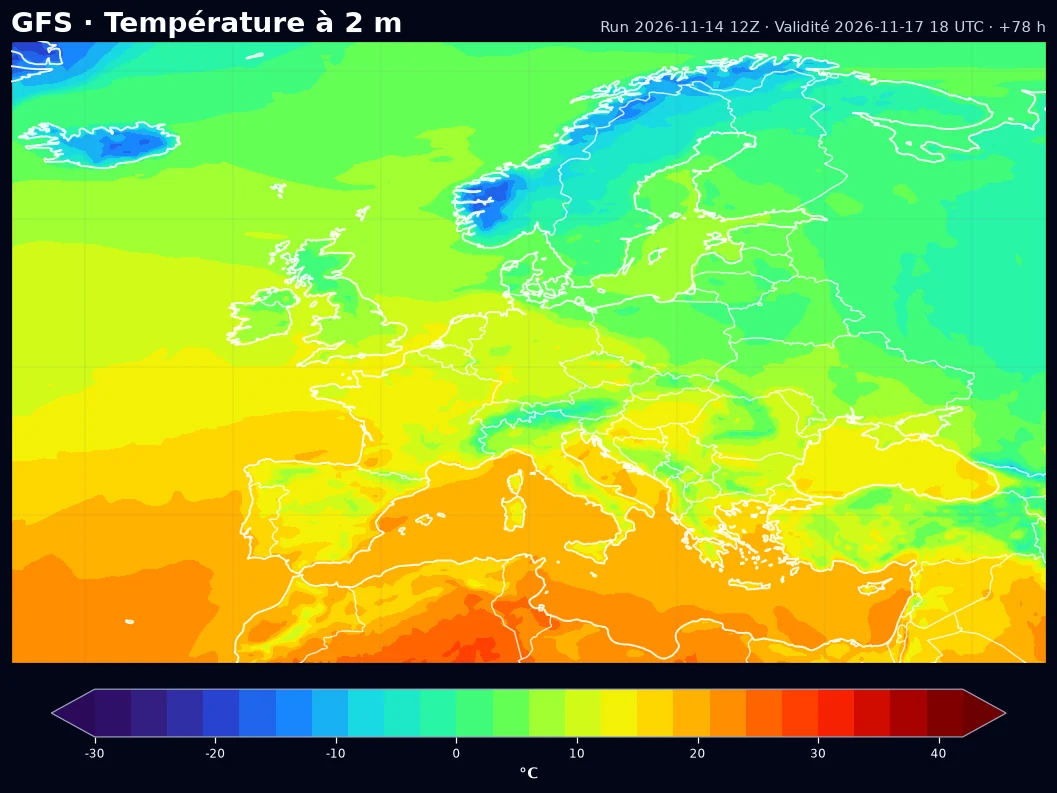 GFS · Température à 2 m
Run 2026-11-14 12Z · Validité 2026-11-17 18 UTC · +78 h
-30 -20 -10 0 10 20 30 40
°C